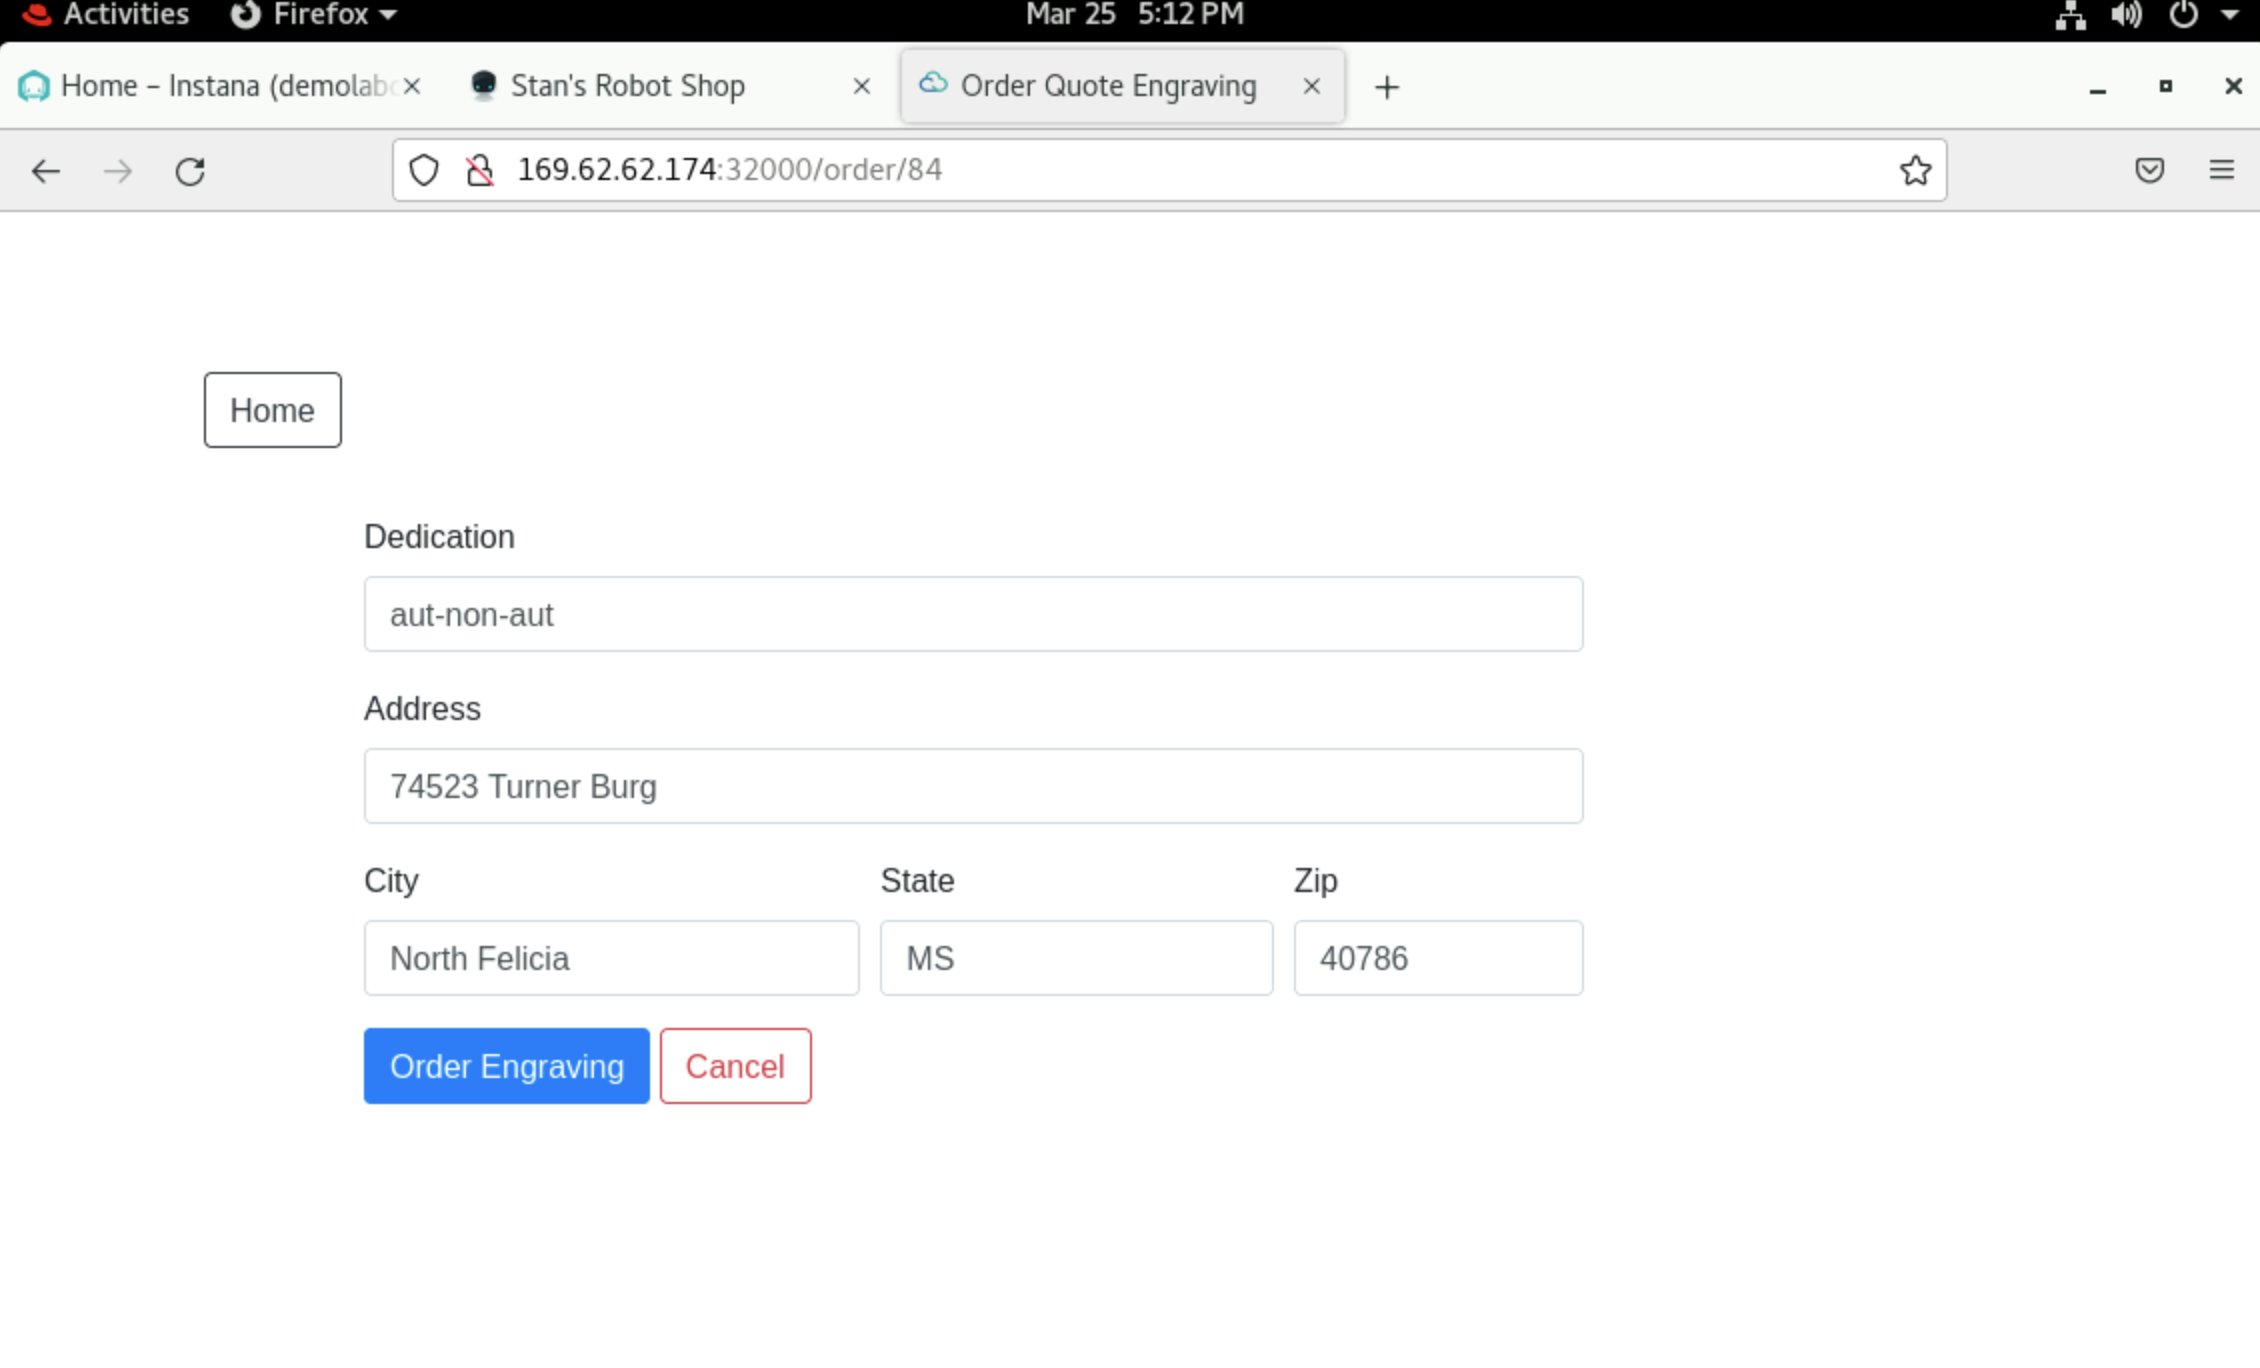 Activities Firefox Mar 25 5:12 PM
Home – Instana (demolab Stan's Robot Shop Order Quote Engraving
169.62.62.174:32000/order/84
Home
Dedication
aut-non-aut
Address
74523 Turner Burg
City State Zip
North Felicia MS 40786
Order Engraving Cancel